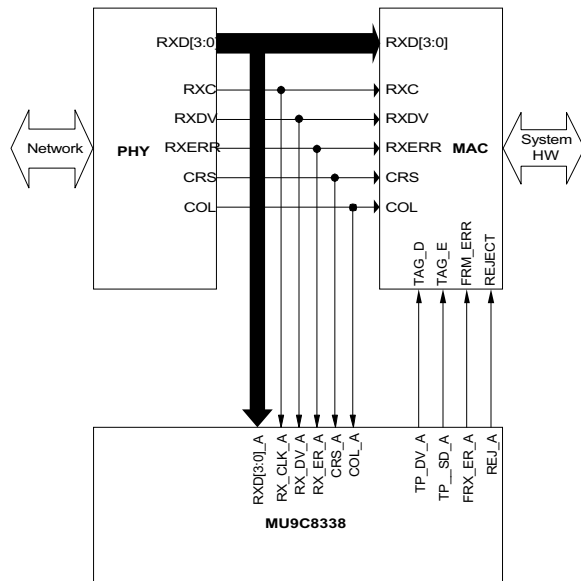 RXD[3:0]
RXD[3:0]
RXC
RXC
RXDV
RXDV
Network
PHY
RXERR
RXERR
MAC
System
HW
CRS
CRS
COL
COL
TAG_D
TAG_E
FRM_ERR
REJECT
RXD[3:0]_A
RX_CLK_A
RX_DV_A
RX_ER_A
CRS_A
COL_A
TP_DV_A
TP__SD_A
FRX_ER_A
REJ_A
MU9C8338